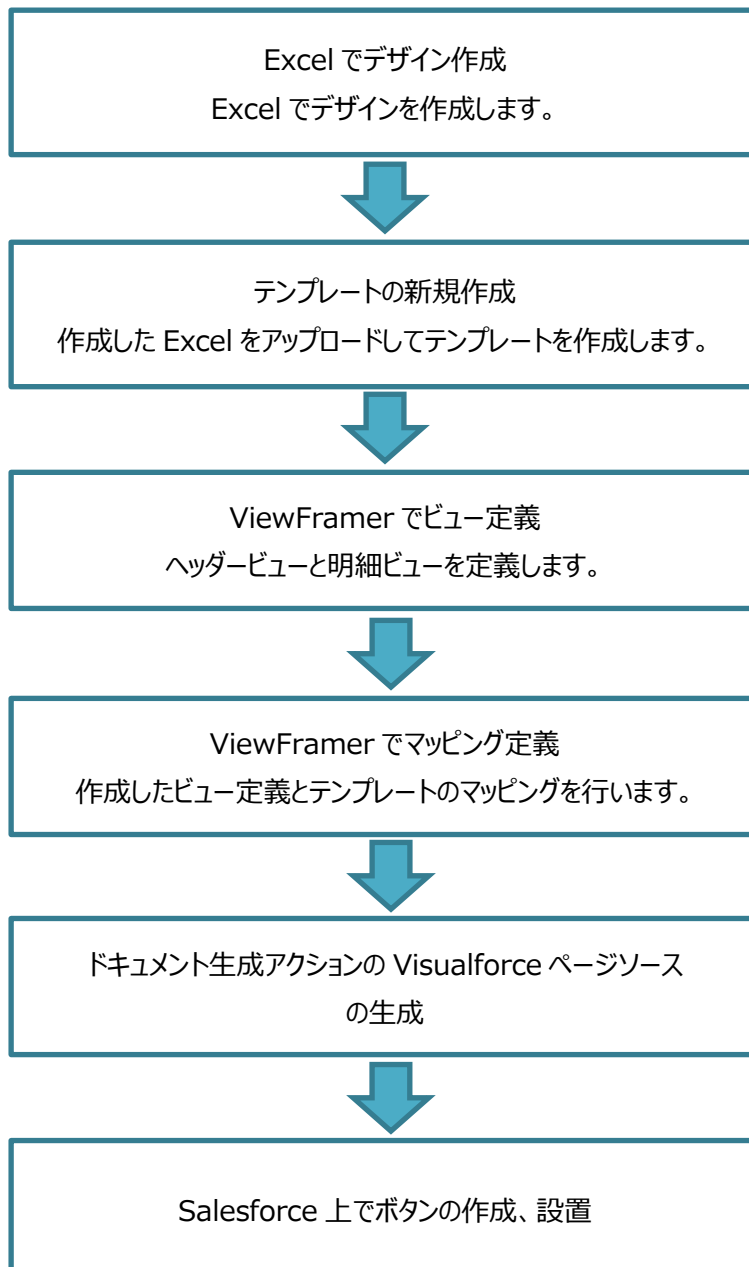 Excel でデザイン作成
Excel でデザインを作成します。
テンプレートの新規作成
作成した Excel をアップロードしてテンプレートを作成します。
ViewFramer でビュー定義
ヘッダービューと明細ビューを定義します。
ViewFramer でマッピング定義
作成したビュー定義とテンプレートのマッピングを行います。
ドキュメント生成アクションの Visualforce ページソース
の生成
Salesforce 上でボタンの作成、設置